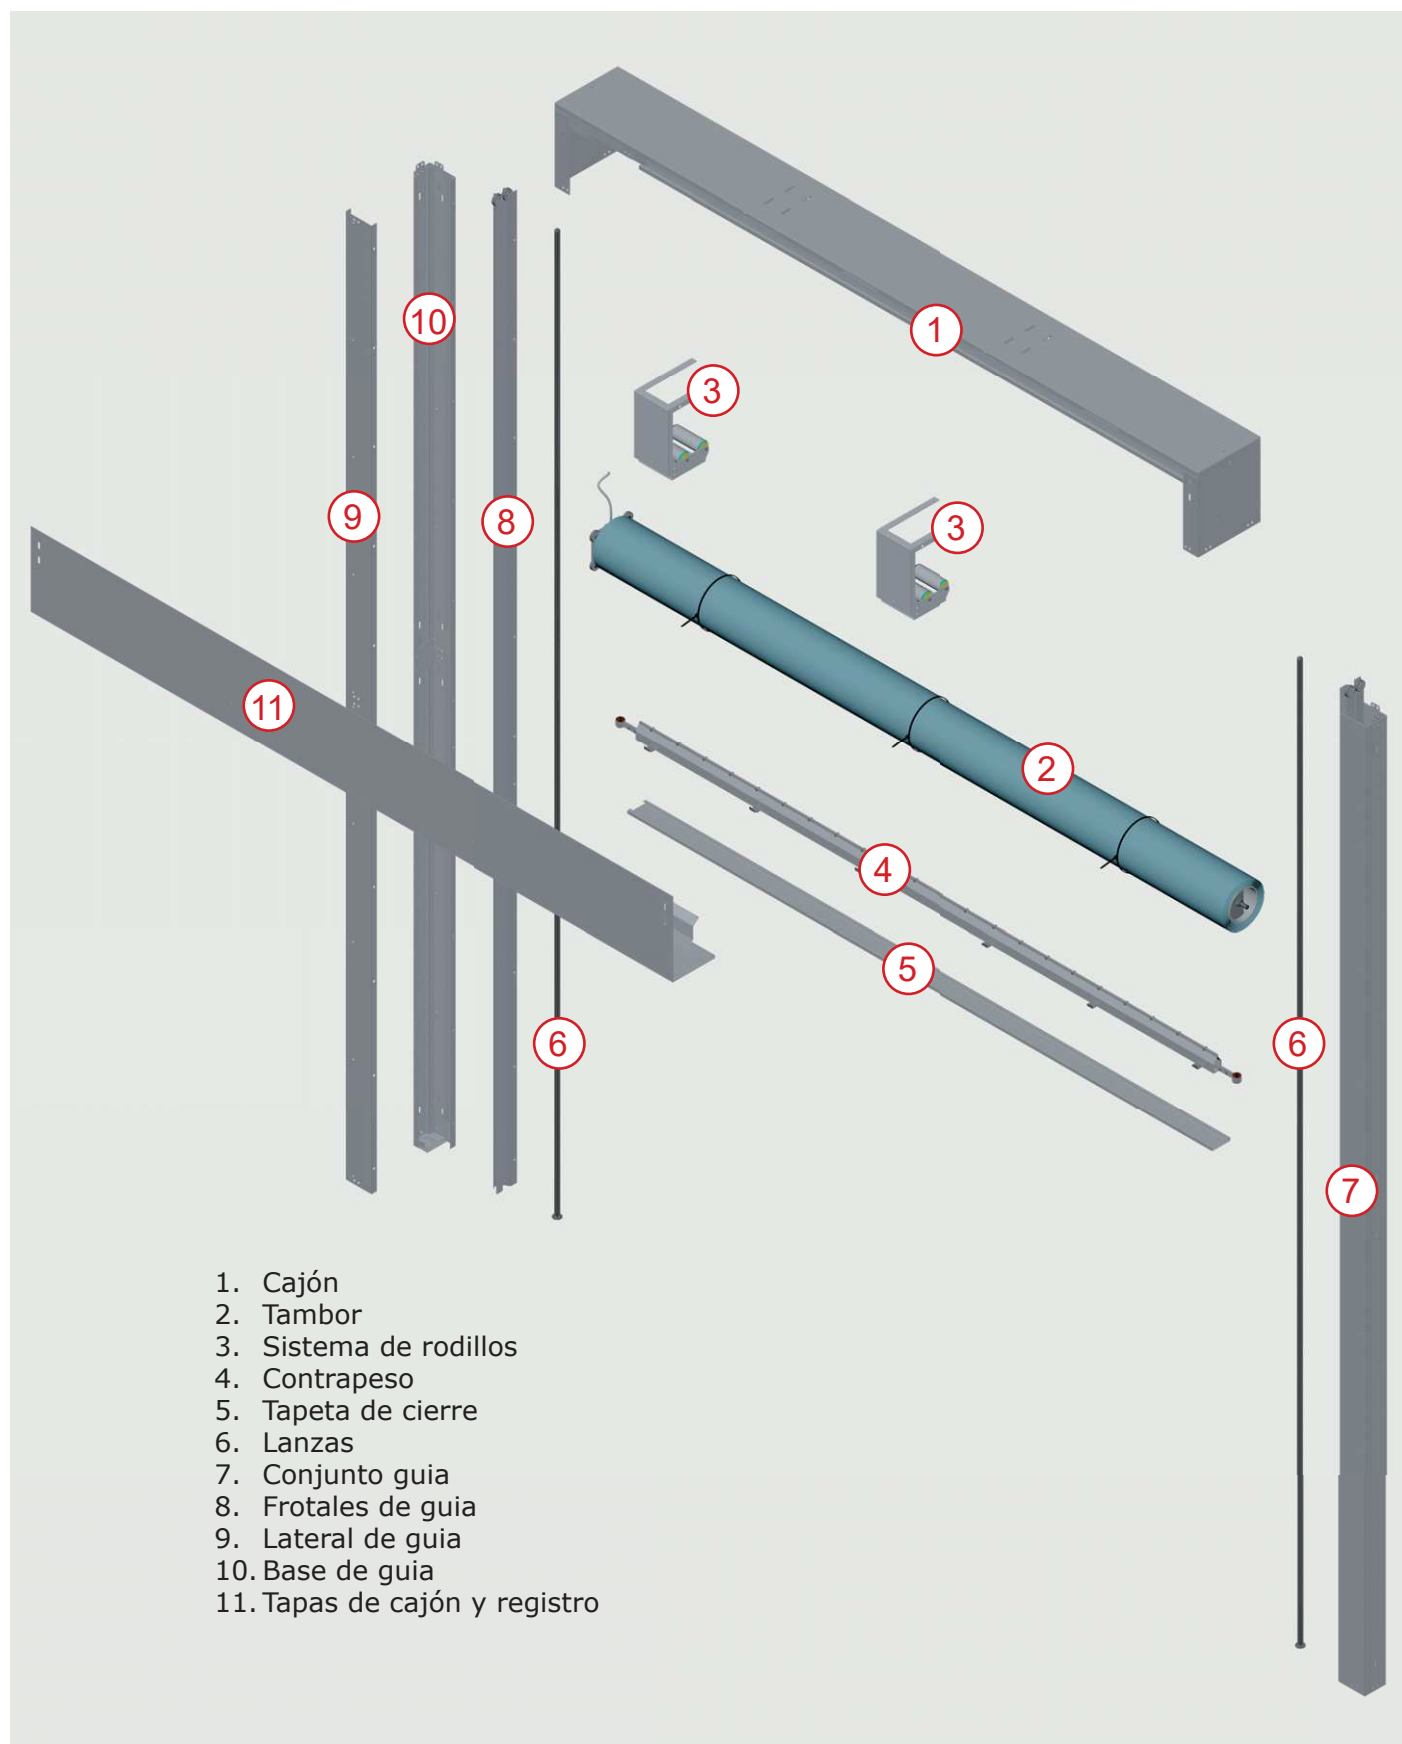 1
10
3
9
8
3
11
2
4
5
6
6
7
1. Cajón
2. Tambor
3. Sistema de rodillos
4. Contrapeso
5. Tapeta de cierre
6. Lanzas
7. Conjunto guia
8. Frotales de guia
9. Lateral de guia
10. Base de guia
11. Tapas de cajón y registro